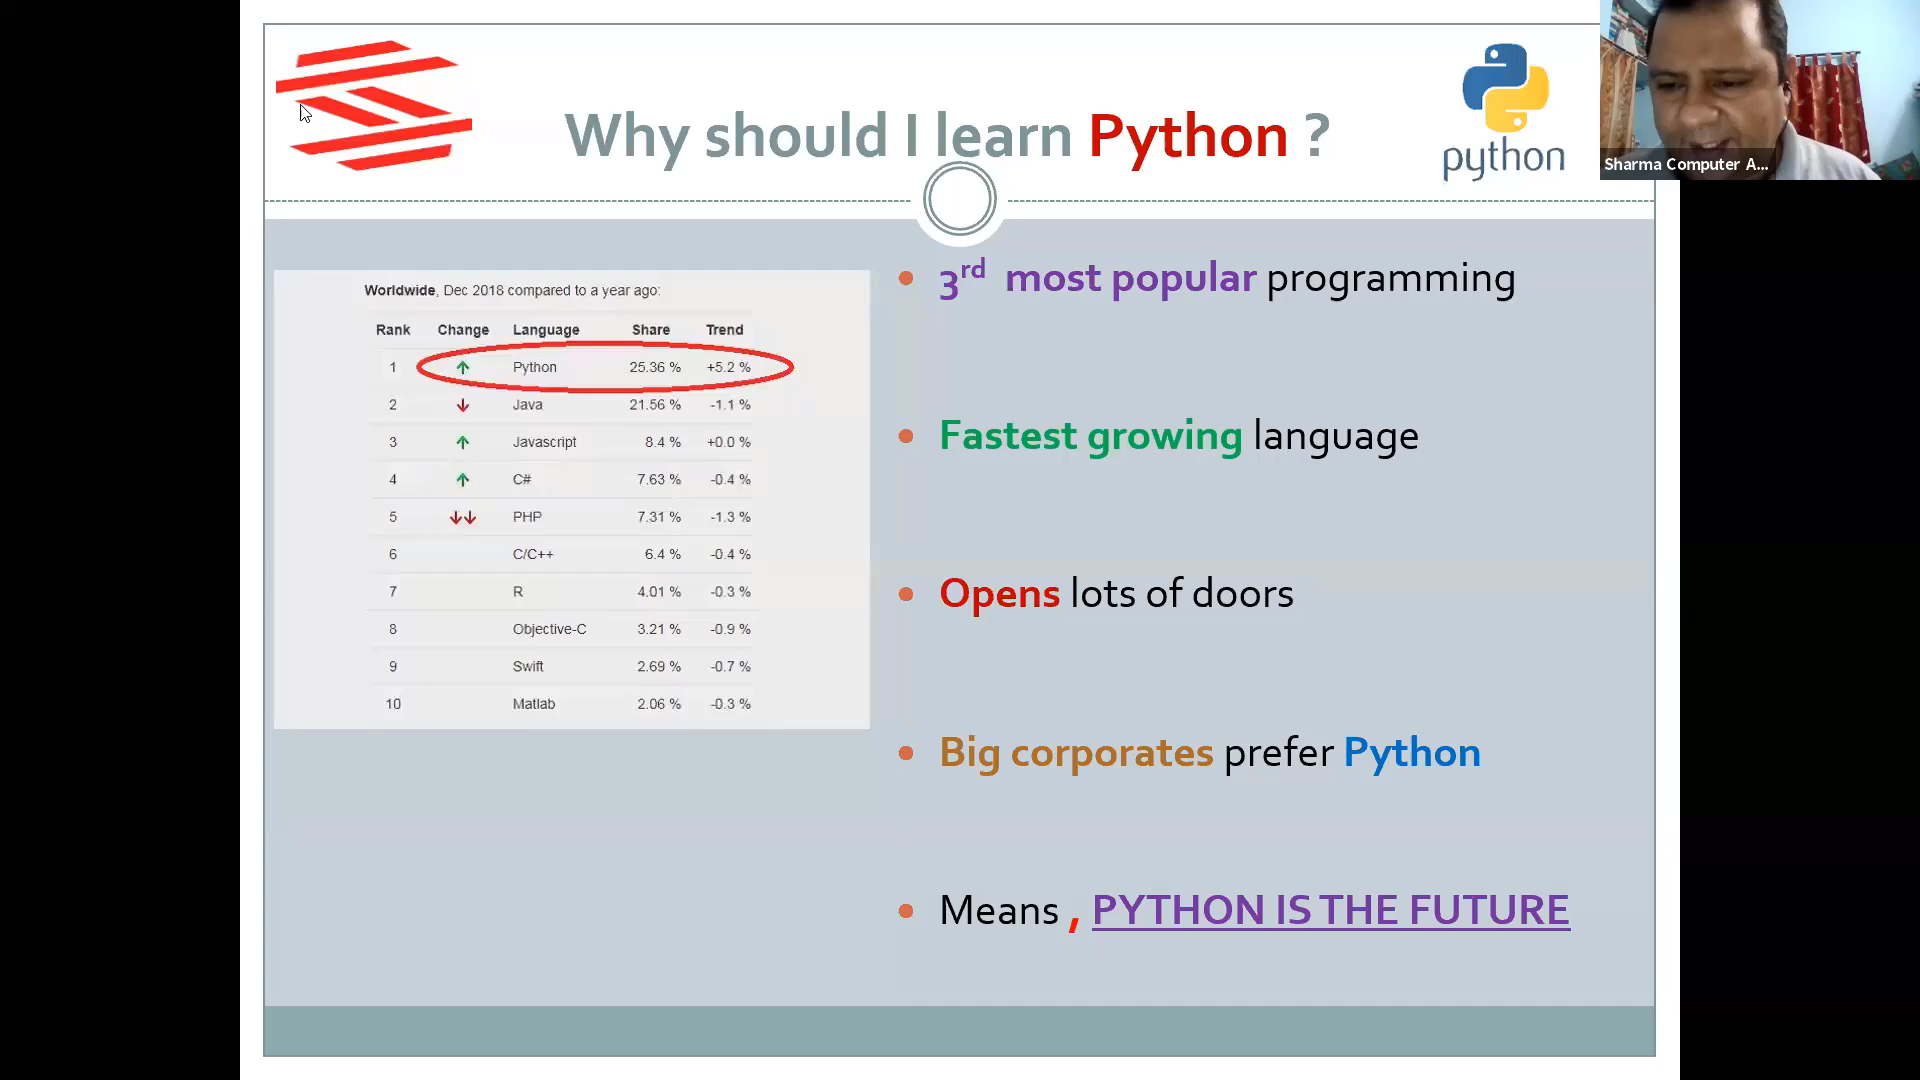 Why should I learn Python ?
python
Sharma Computer A...
Worldwide, Dec 2018 compared to a year ago:
Rank Change Language Share Trend
1 ↑ Python 25.36 % +5.2 %
2 ↓ Java 21.56 % -1.1 %
3 ↑ Javascript 8.4 % +0.0 %
4 ↑ C# 7.63 % -0.4 %
5 ↓↓ PHP 7.31 % -1.3 %
6 C/C++ 6.4 % -0.4 %
7 R 4.01 % -0.3 %
8 Objective-C 3.21 % -0.9 %
9 Swift 2.69 % -0.7 %
10 Matlab 2.06 % -0.3 %
• 3rd most popular programming
• Fastest growing language
• Opens lots of doors
• Big corporates prefer Python
• Means , PYTHON IS THE FUTURE